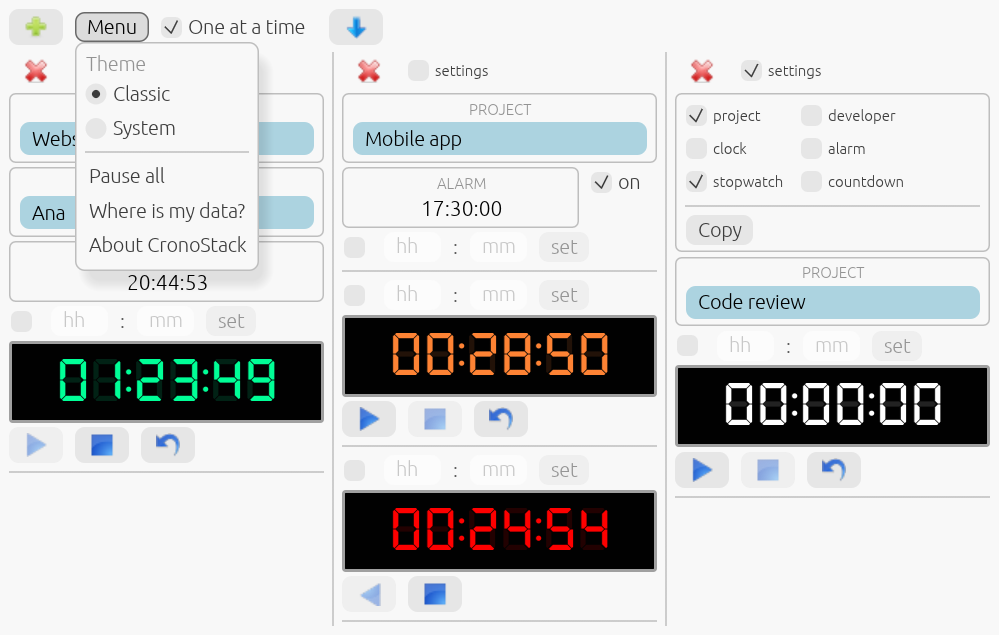 Menu
One at a time
Theme
Classic
System
Pause all
Where is my data?
About CronoStack
Ana
20:44:53
hh : mm set
01:23:49
settings
PROJECT
Mobile app
ALARM
17:30:00
on
hh : mm set
hh : mm set
00:28:50
hh : mm set
00:24:54
settings
project developer
clock alarm
stopwatch countdown
Copy
PROJECT
Code review
hh : mm set
00:00:00